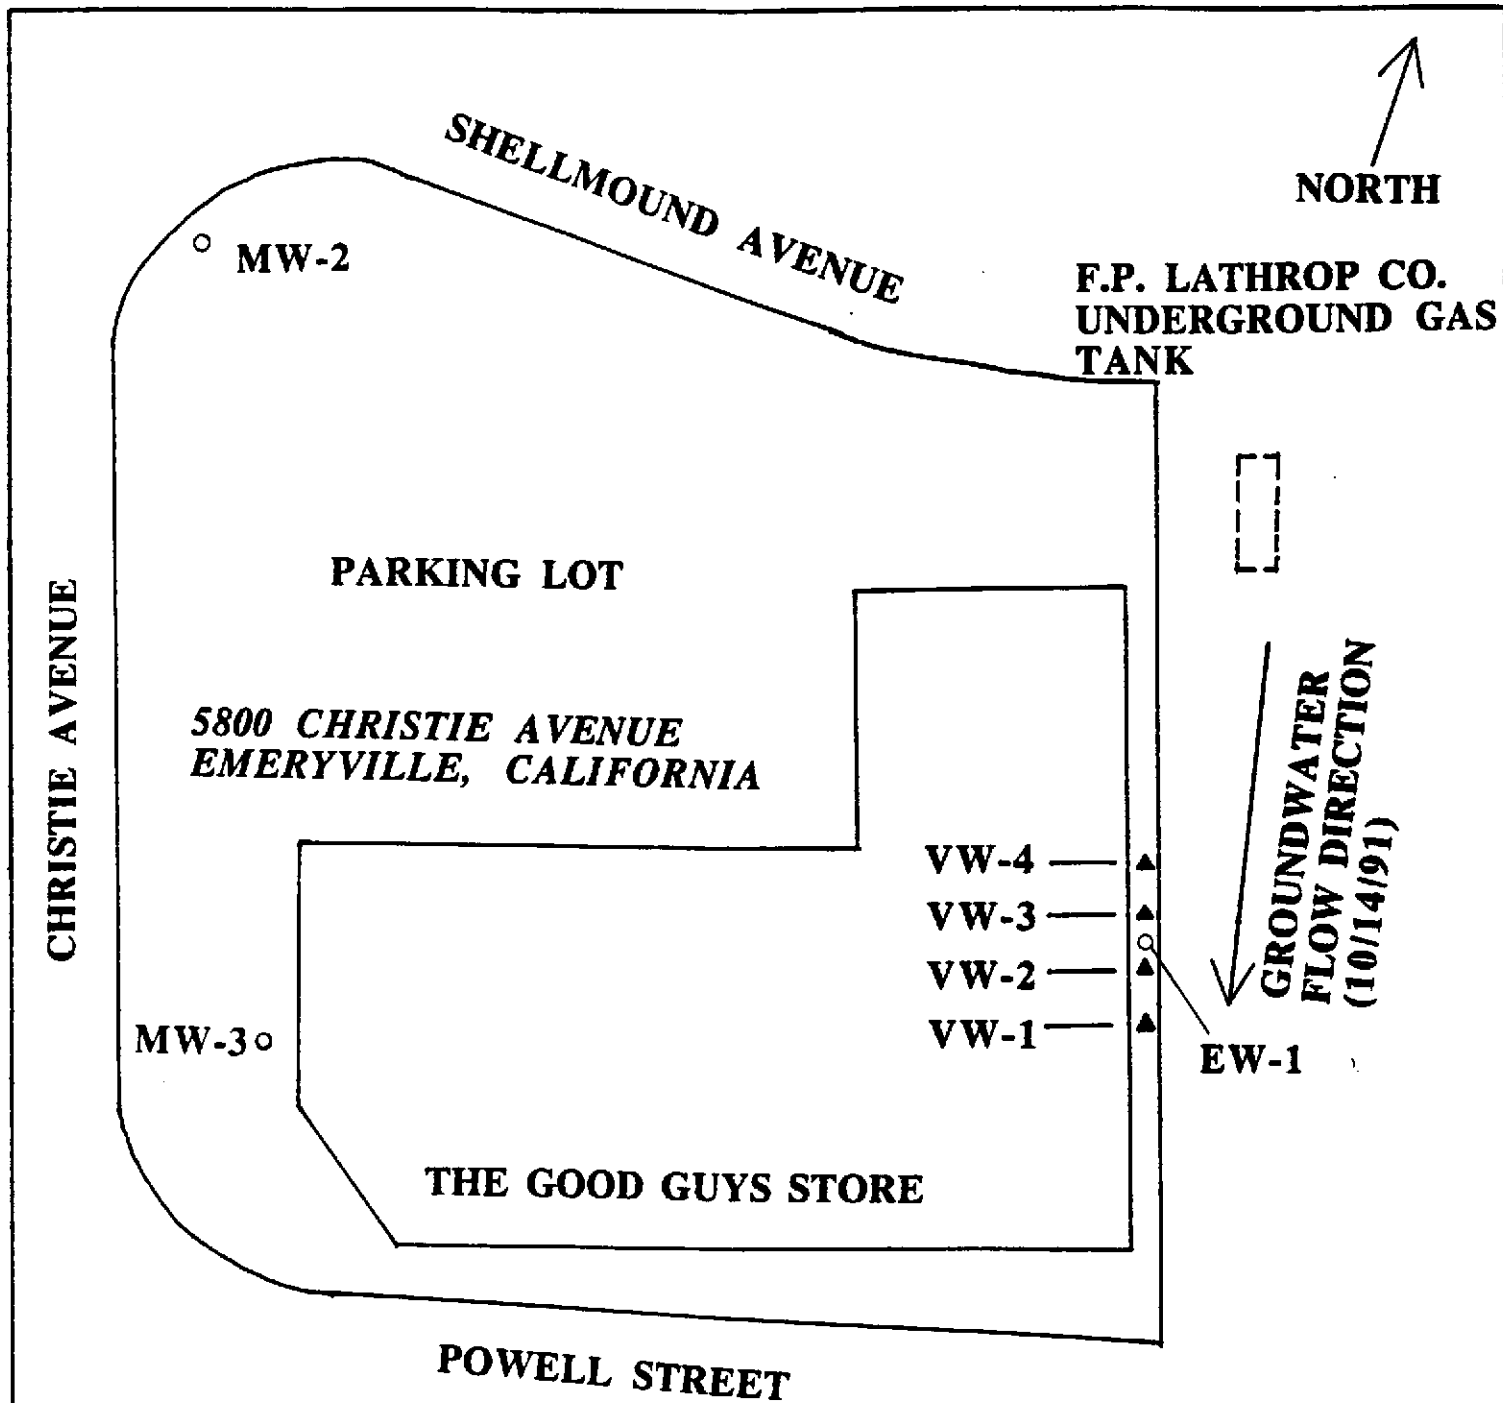 SHELLMOUND AVENUE
NORTH
MW-2
F.P. LATHROP CO.
UNDERGROUND GAS
TANK
PARKING LOT
CHRISTIE AVENUE
5800 CHRISTIE AVENUE
EMERYVILLE, CALIFORNIA
GROUNDWATER
FLOW DIRECTION
(10/14/91)
VW-4
VW-3
VW-2
VW-1
MW-3
EW-1
THE GOOD GUYS STORE
POWELL STREET